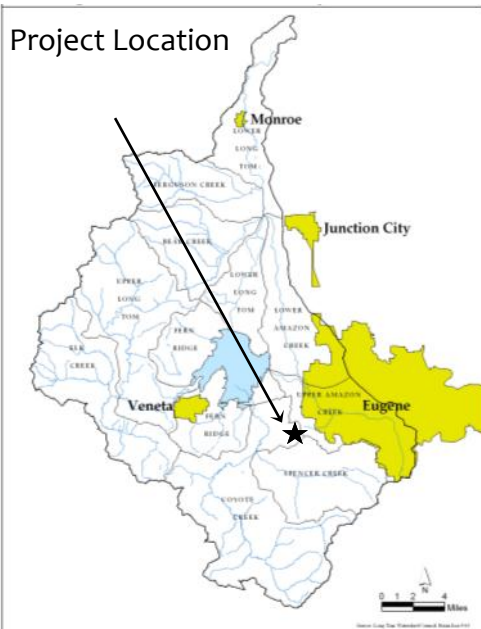 Project Location
Monroe
LOWER
LONG
TOM
FERGUSON CREEK
Junction City
BEAR CREEK
UPPER
LONG
TOM
LOWER
LONG
TOM
LOWER
AMAZON
CREEK
FERN
RIDGE
ELK
CREEK
Veneta
UPPER AMAZON
CREEK
Eugene
FERN
RIDGE
SPENCER CREEK
COYOTE
CREEK
N
0 2 4
Miles